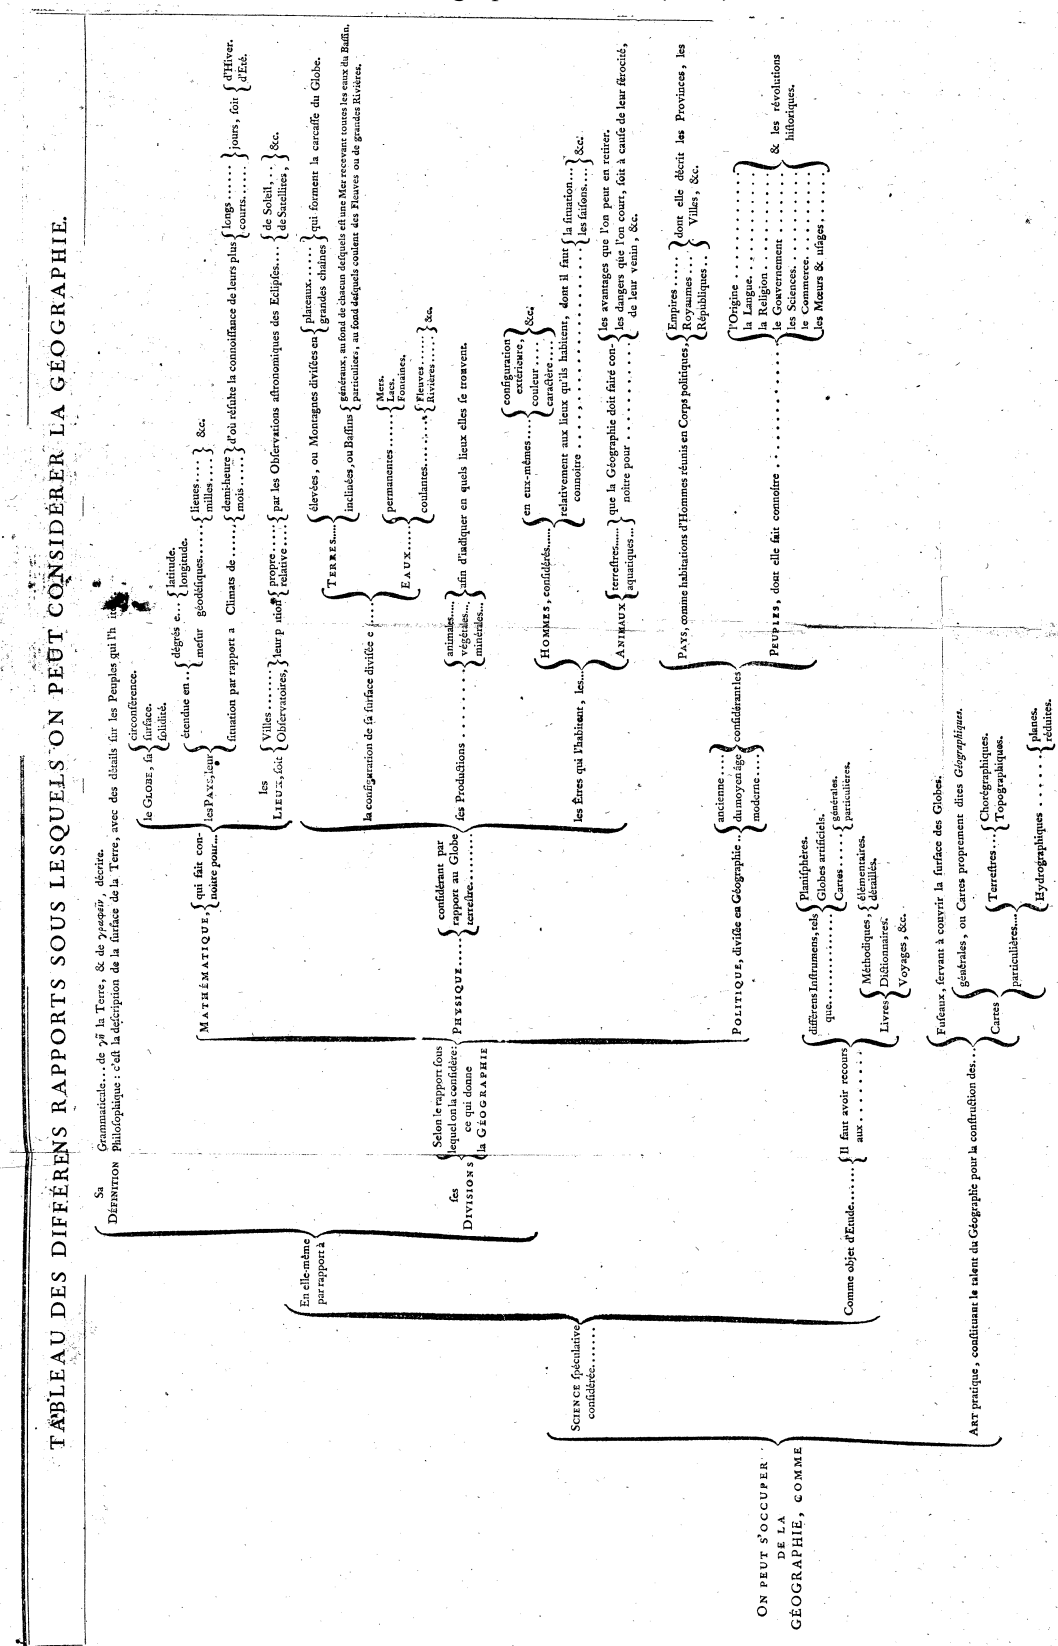 TABLEAU DES DIFFÉRENS RAPPORTS SOUS LESQUELS ON PEUT CONSIDÉRER LA GÉOGRAPHIE.
ON PEUT S'OCCUPER
DE LA
GÉOGRAPHIE, COMME
SCIENCE ſpéculative
conſidérée.......
En elle-même
par rapport à
Sa
DÉFINITION
Grammaticale... de γῆ la Terre, & de γραφεῖν, décrire.
Philoſophique : c'eſt la deſcription de la ſurface de la Terre, avec des détails ſur les Peuples qui l'h
ſes
DIVISIONS
Selon le rapport ſous
lequel on la conſidère:
ce qui donne
la GÉOGRAPHIE
MATHÉMATIQUE,
qui fait con-
noître pour...
le GLOBE, ſa
circonférence.
ſurface.
ſolidité.
les PAYS, leur
étendue en...
dégrés e...
latitude.
longitude.
meſur géodéſiques......
lieues....
milles....
&c.
ſituation par rapport a Climats de......
demi-heure
mois.....
d'où réſulte la connoiſſance de leurs plus
longs......
courts.....
jours, ſoit
d'Hiver.
d'Eté.
les
LIEUX, ſoit
Villes.......
Obſervatoires,
leur p ition
propre.....
relative....
par les Obſervations aſtronomiques des Eclipſes....
de Soleil,...
de Satellites,
&c.
PHYSIQUE......
conſidérant par
rapport au Globe
terreſtre.........
la configuration de ſa ſurface diviſée e
TERRES.....
élevées, ou Montagnes diviſées en
plateaux......
grandes chaînes
qui forment la carcaſſe du Globe.
inclinées, ou Baſſins
généraux, au fond de chacun deſquels eſt une Mer recevant toutes les eaux du Baſſin.
particuliers, au fond deſquels coulent des Fleuves ou de grandes Rivières.
EAUX.....
permanentes......
Mers.
Lacs.
Fontaines.
coulantes.........
Fleuves......
Rivières.....
&c.
ſes Productions........
animales.....
végétales....
minérales...
afin d'indiquer en quels lieux elles ſe trouvent.
les Êtres qui l'habitent, les...
HOMMES, conſidérés......
en eux-mêmes....
configuration
extérieure,
couleur....
caractère....
&c.
relativement aux lieux qu'ils habitent, dont il faut
connoître..................
la ſituation...
les ſaiſons....
&c.
ANIMAUX
terreſtres.....
aquatiques...
que la Géographie doit faire con-
noître pour..........
les avantages que l'on peut en retirer.
les dangers que l'on court, ſoit à cauſe de leur férocité,
de leur venin, &c.
POLITIQUE, diviſée en Géographie..
ancienne....
du moyen âge
moderne....
conſidérant les
PAYS, comme habitations d'Hommes réunis en Corps politiques,
Empires.....
Royaumes...
Républiques..
dont elle décrit les Provinces, les
Villes, &c.
PEUPLES, dont elle fait connoître............
l'Origine.........
la Langue.........
la Religion........
le Gouvernement.....
les Sciences........
le Commerce.......
les Mœurs & uſages......
& les révolutions
hiſtoriques.
Comme objet d'Etude.......
Il faut avoir recours
aux........
différens Inſtrumens, tels
que............
Planiſphères.
Globes artificiels.
Cartes.....
générales.
particulières.
Livres
Méthodiques,
élémentaires.
détaillés.
Dictionnaires.
Voyages, &c.
ART pratique, conſtituant le talent du Géographe pour la conſtruction des...
Fuſeaux, ſervant à couvrir la ſurface des Globes.
Cartes
générales, ou Cartes proprement dites Géographiques.
particulières....
Terreſtres...
Chorégraphiques.
Topographiques.
Hydrographiques.......
planes.
réduites.